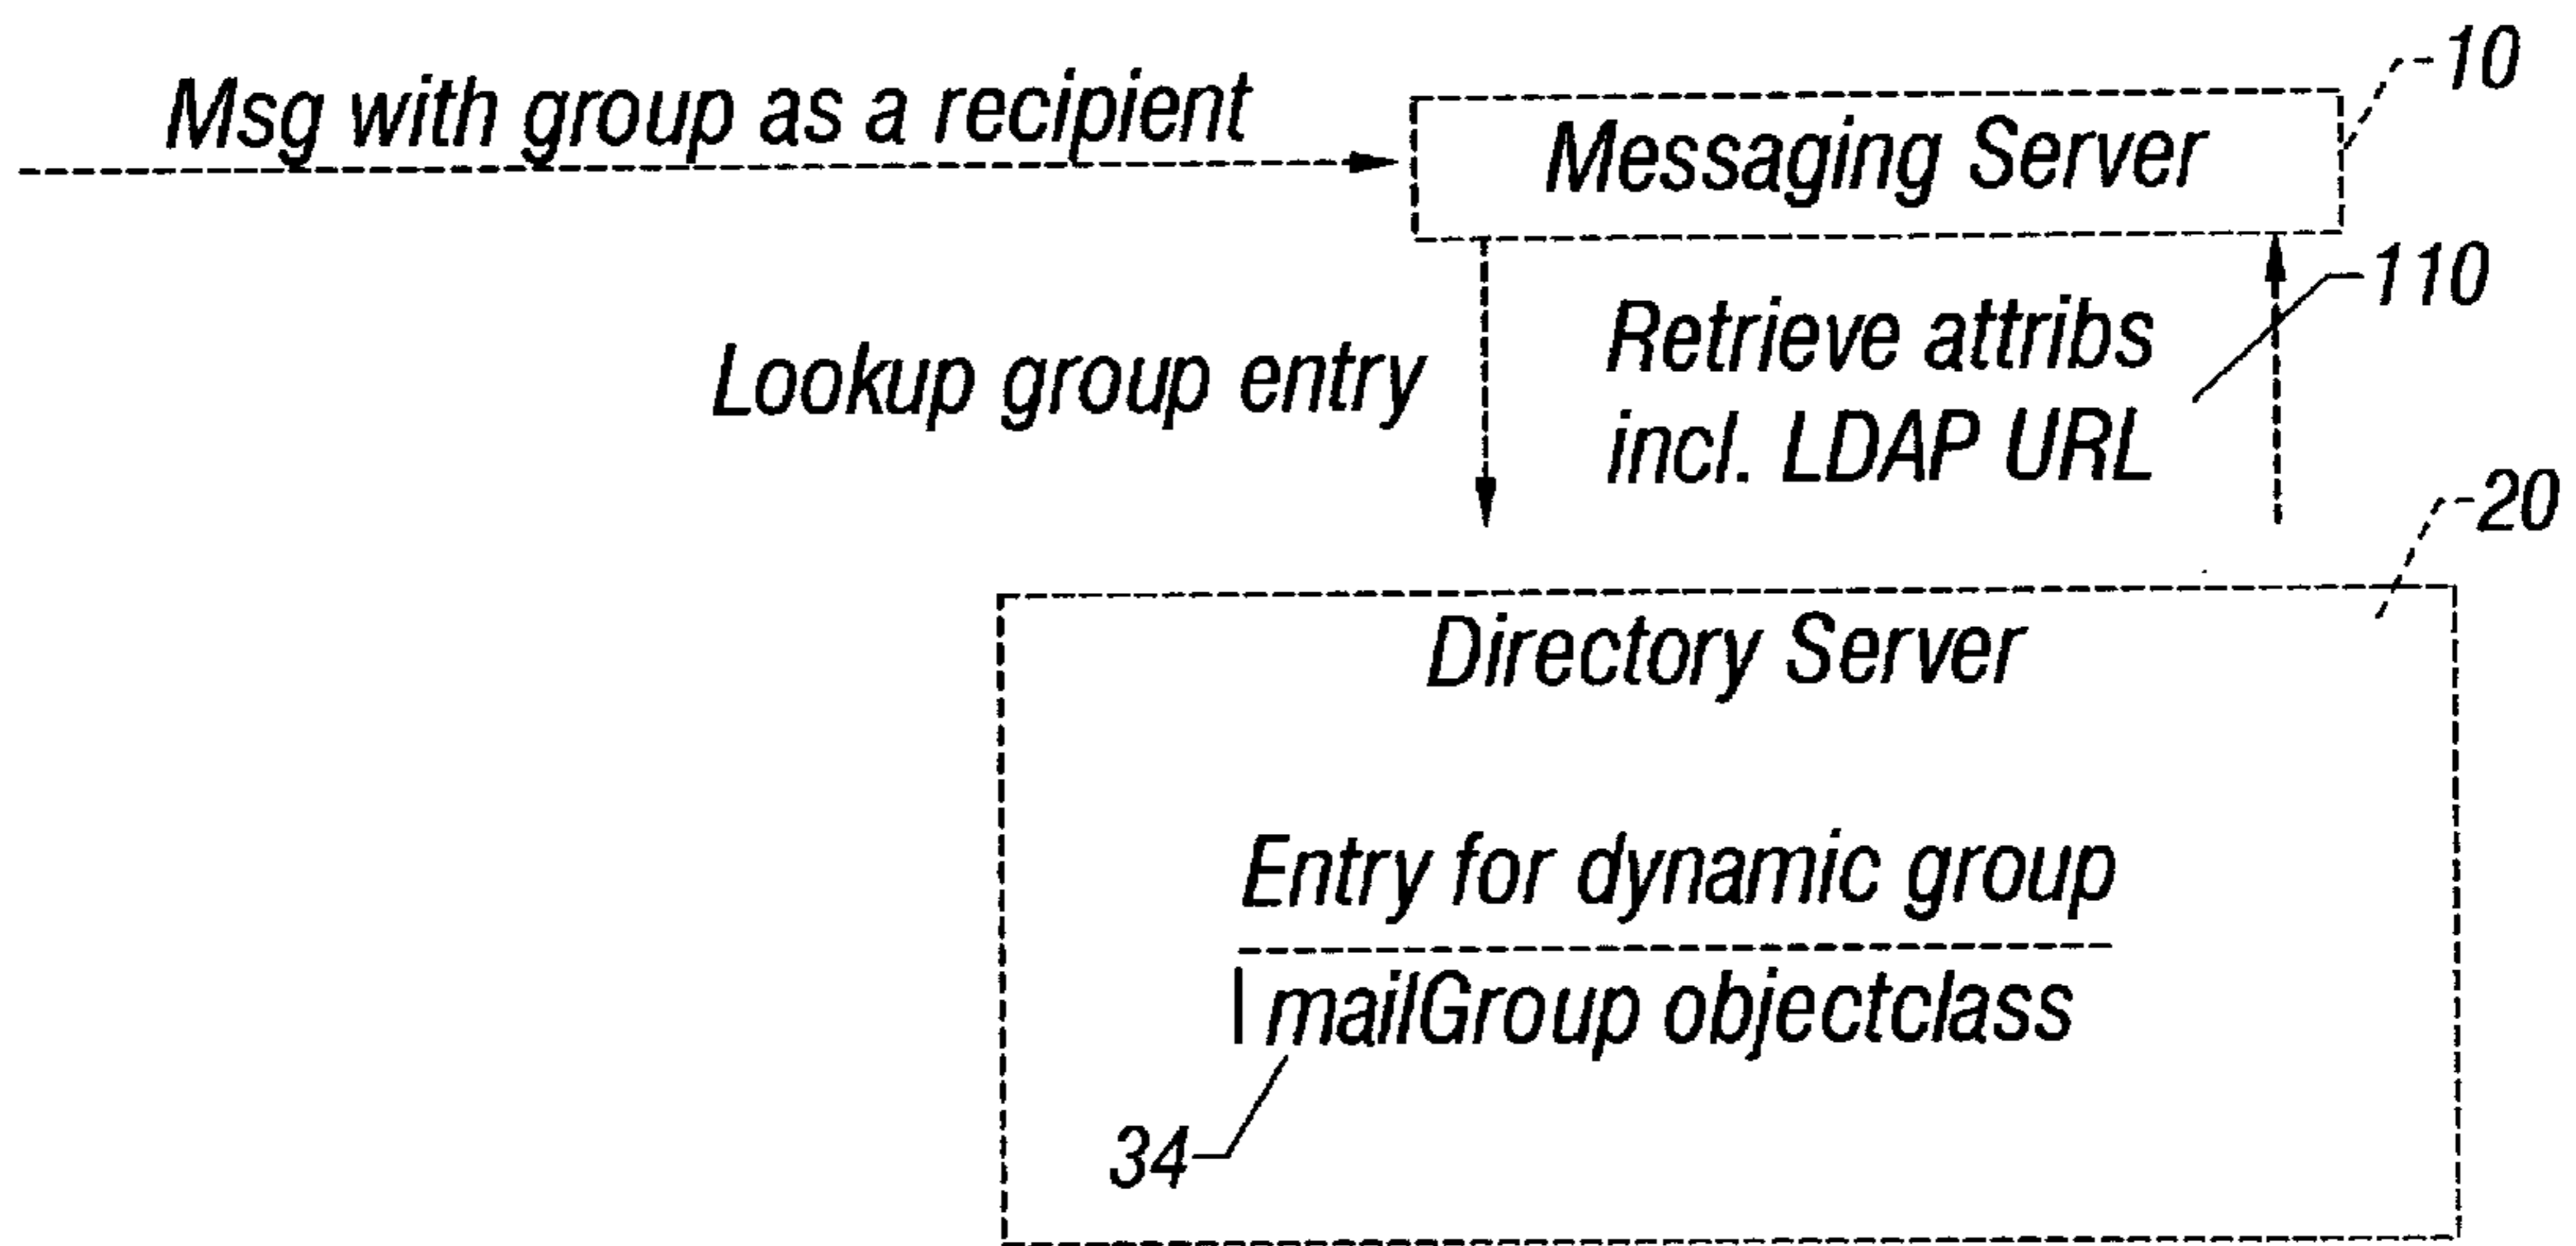 Msg with group as a recipient
Messaging Server
10
Lookup group entry
Retrieve attribs
incl. LDAP URL
110
20
Directory Server
Entry for dynamic group
mailGroup objectclass
34